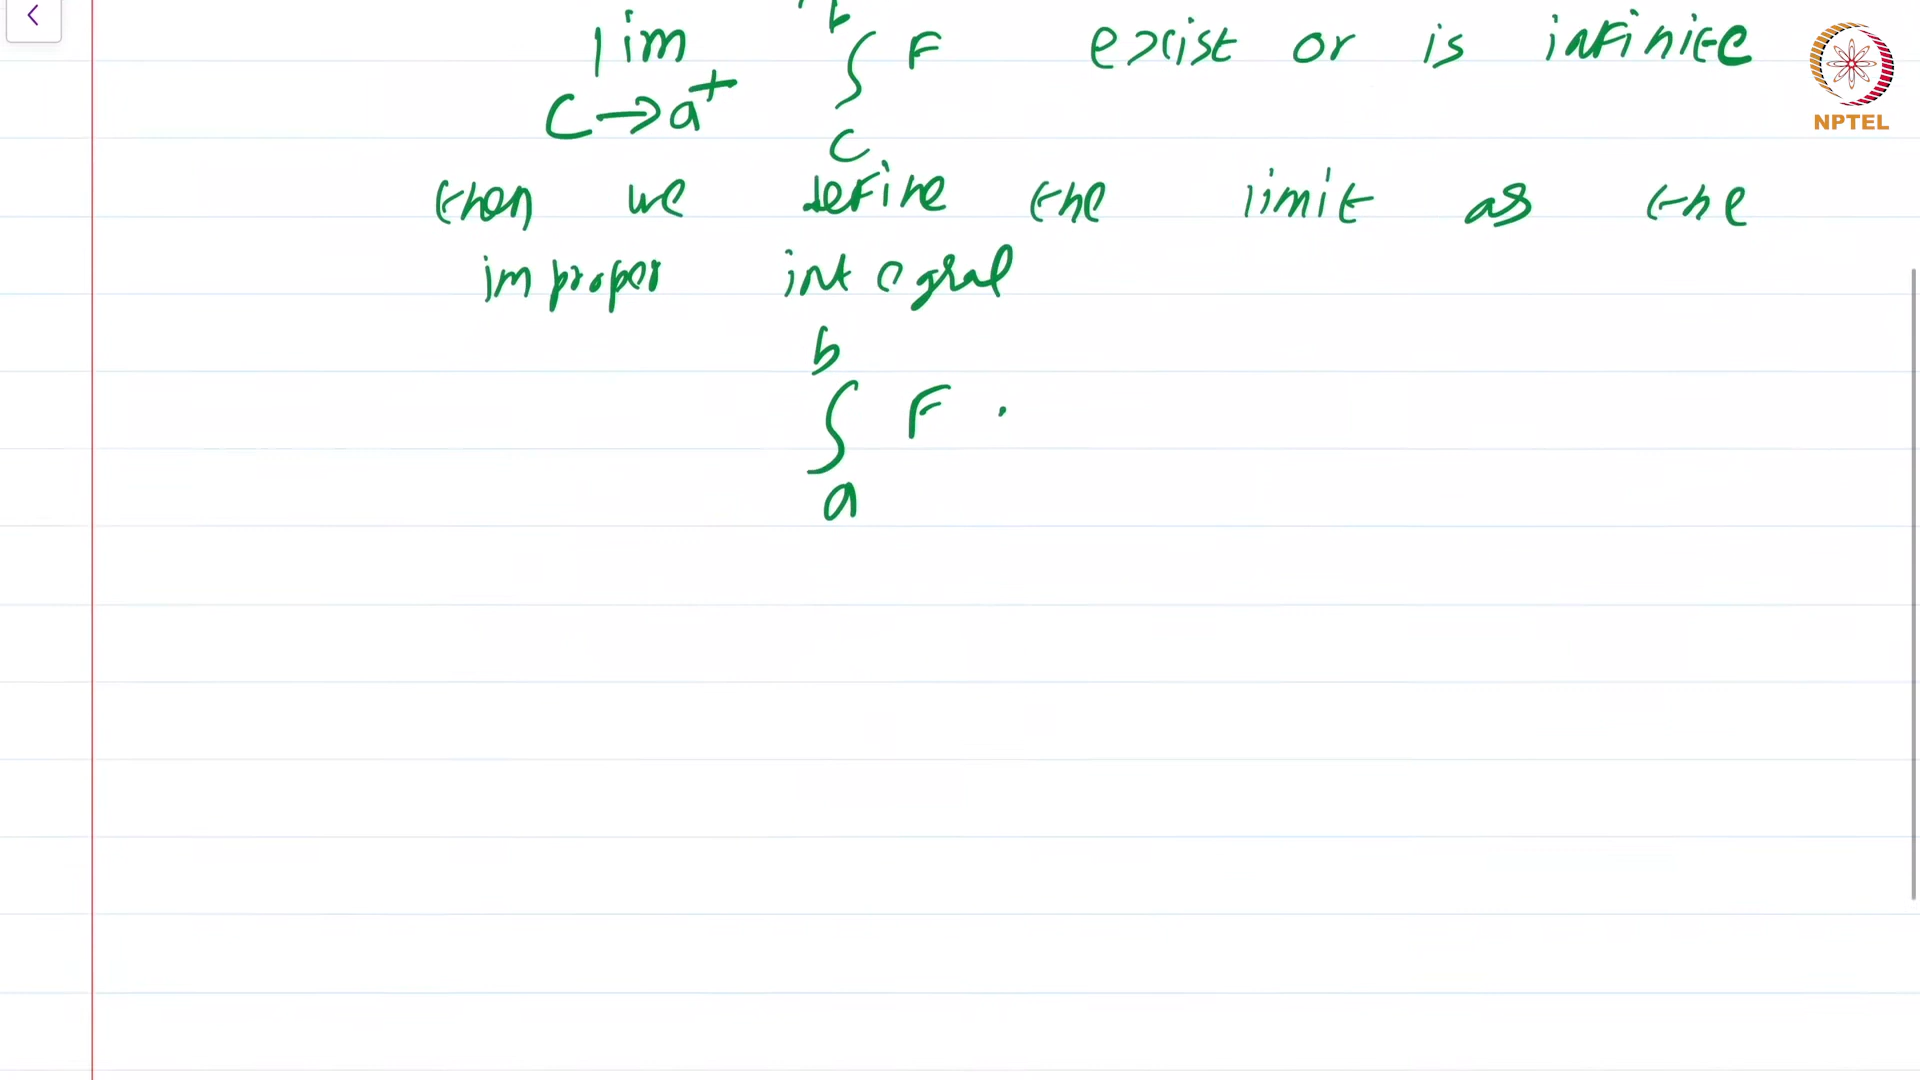 lim ∫ F exist or is infinite
b
c→a⁺ c
then we define the limit as the
improper integral
b
∫ F .
a
NPTEL